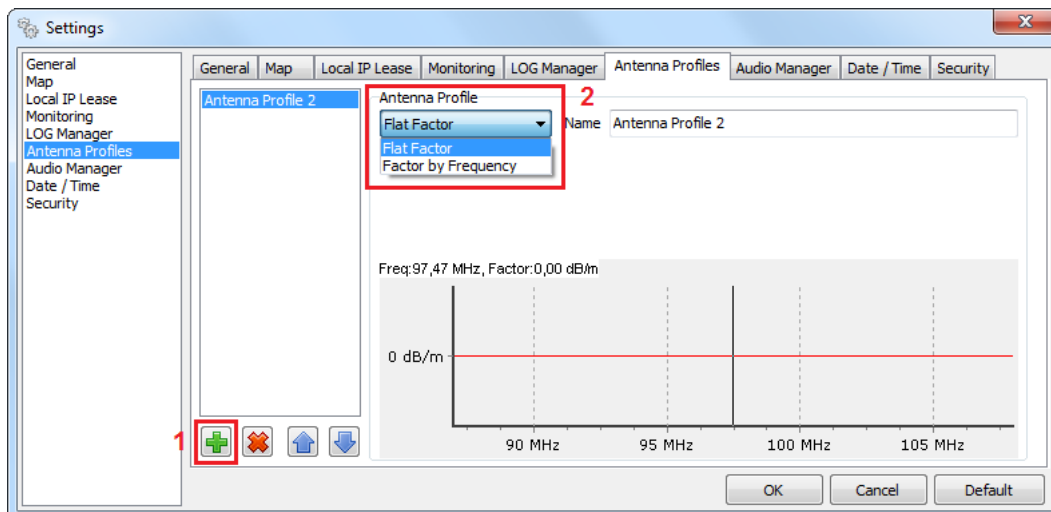 Settings
General
Map
Local IP Lease
Monitoring
LOG Manager
Antenna Profiles
Audio Manager
Date / Time
Security
General Map Local IP Lease Monitoring LOG Manager Antenna Profiles Audio Manager Date / Time Security
Antenna Profile 2
Antenna Profile
2
Flat Factor
Name Antenna Profile 2
Flat Factor
Factor by Frequency
Freq:97,47 MHz, Factor:0,00 dB/m
0 dB/m
90 MHz 95 MHz 100 MHz 105 MHz
1
OK Cancel Default